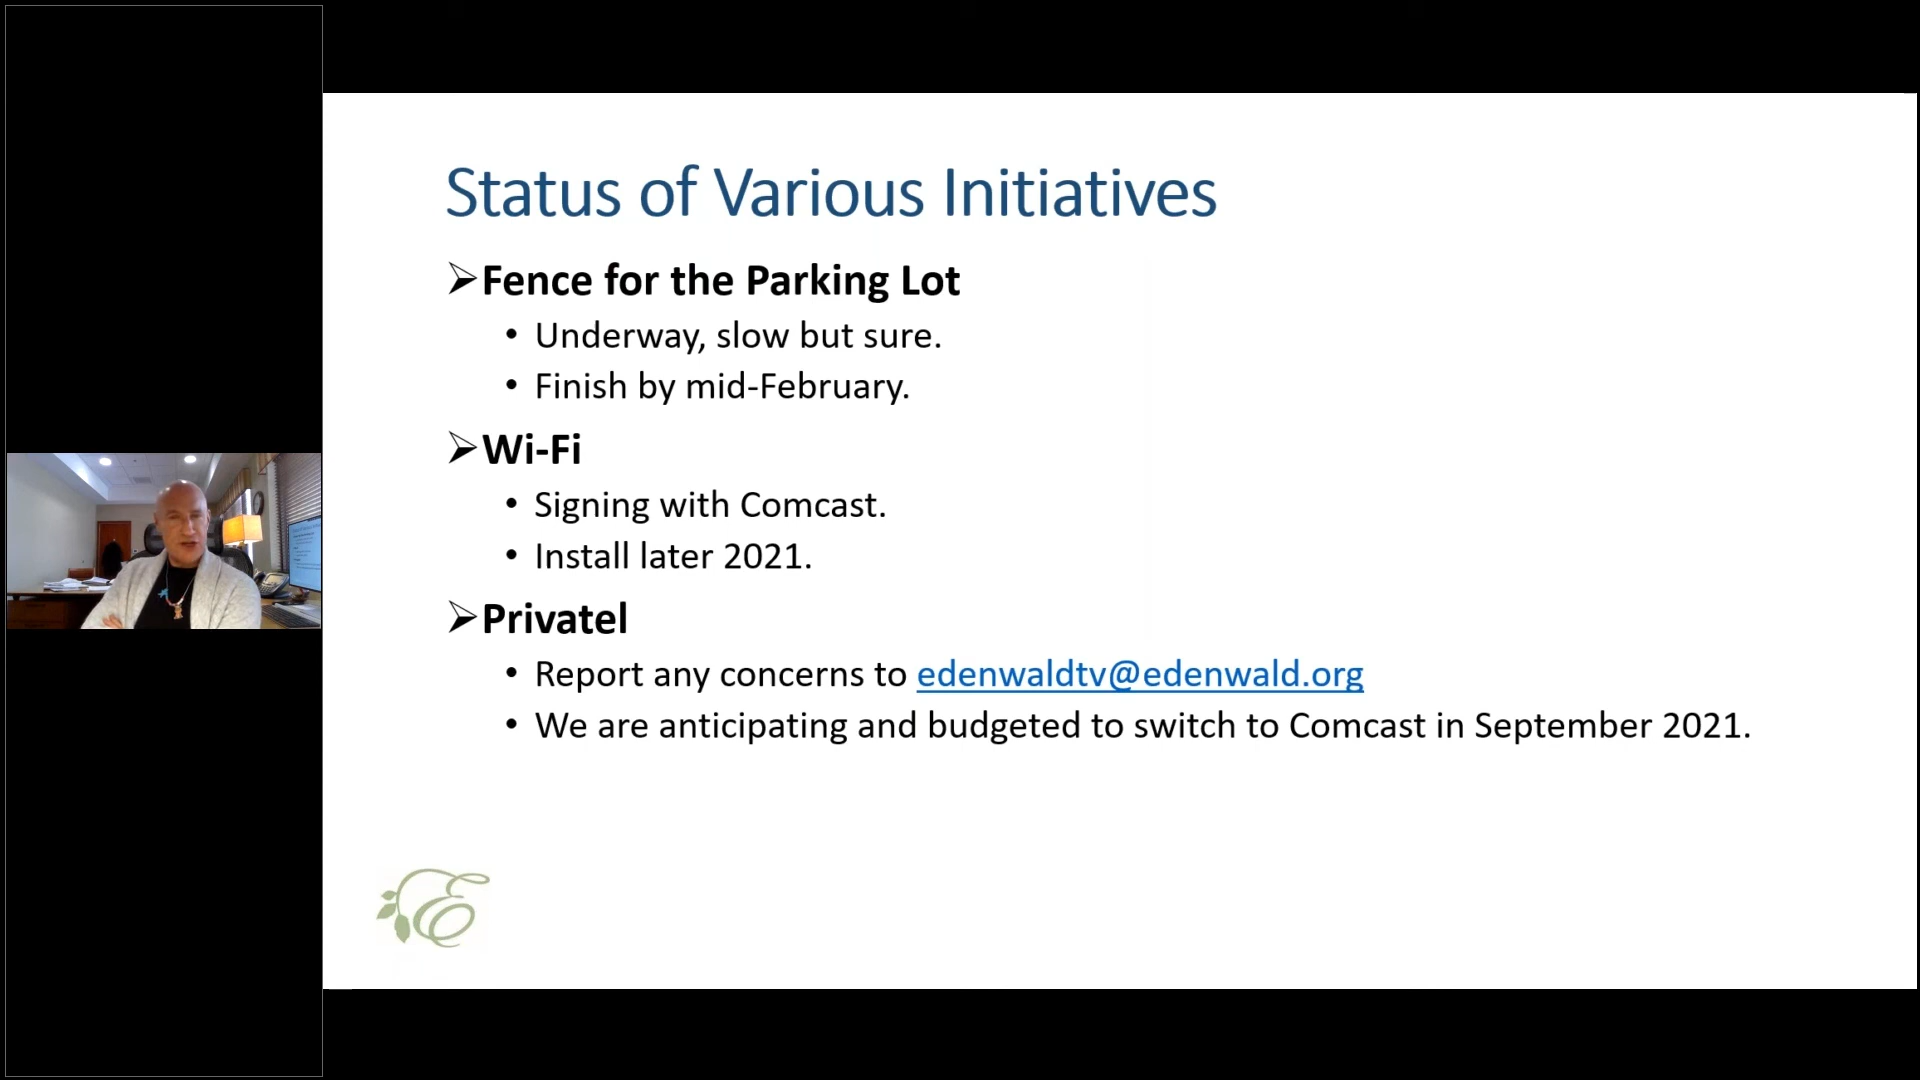 Status of Various Initiatives
Fence for the Parking Lot
Underway, slow but sure.
Finish by mid-February.
Wi-Fi
Signing with Comcast.
Install later 2021.
Privatel
Report any concerns to edenwaldtv@edenwald.org
We are anticipating and budgeted to switch to Comcast in September 2021.
E